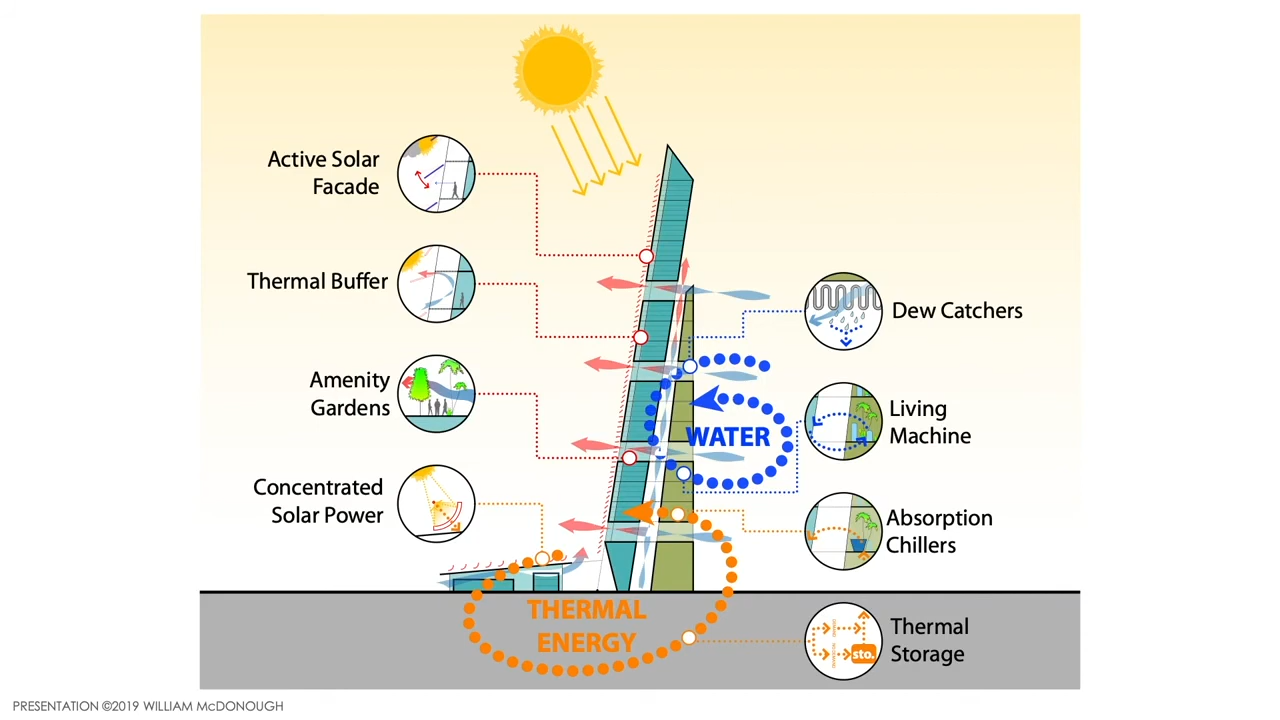 Active Solar
Facade
Thermal Buffer
Amenity
Gardens
Concentrated
Solar Power
Dew Catchers
Living
Machine
Absorption
Chillers
Thermal
Storage
WATER
THERMAL
ENERGY
sto.
PRESENTATION ©2019 WILLIAM McDONOUGH